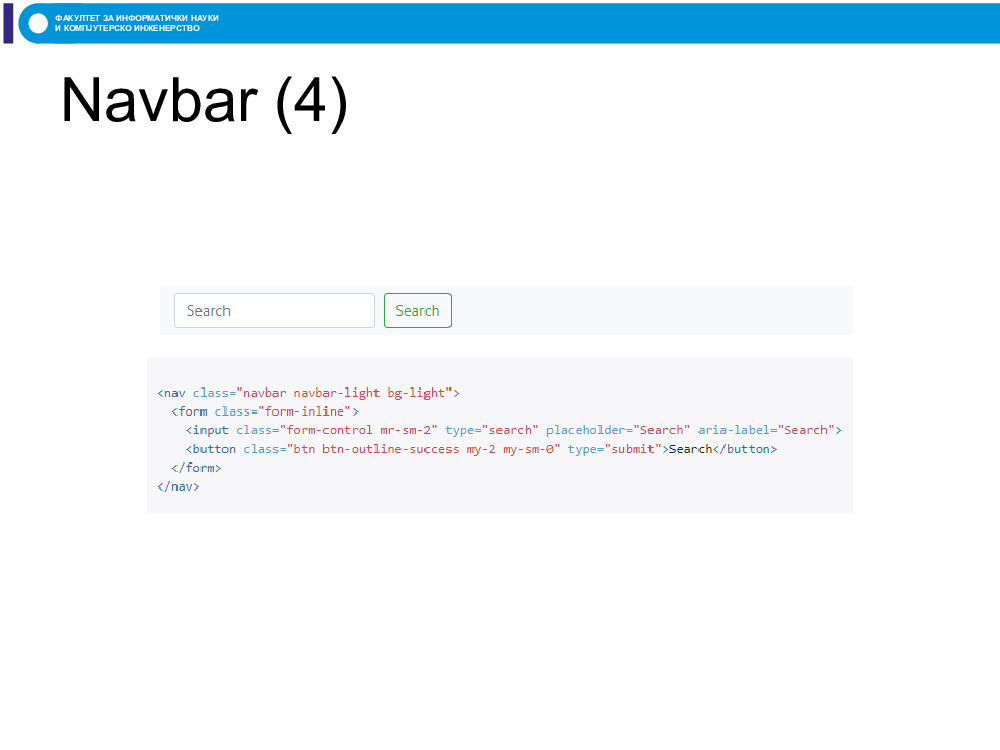 ФАКУЛТЕТ ЗА ИНФОРМАТИЧКИ НАУКИ
И КОМПЈУТЕРСКО ИНЖЕНЕРСТВО
Navbar (4)
Search Search
<nav class="navbar navbar-light bg-light">
<form class="form-inline">
<input class="form-control mr-sm-2" type="search" placeholder="Search" aria-label="Search">
<button class="btn btn-outline-success my-2 my-sm-0" type="submit">Search</button>
</form>
</nav>